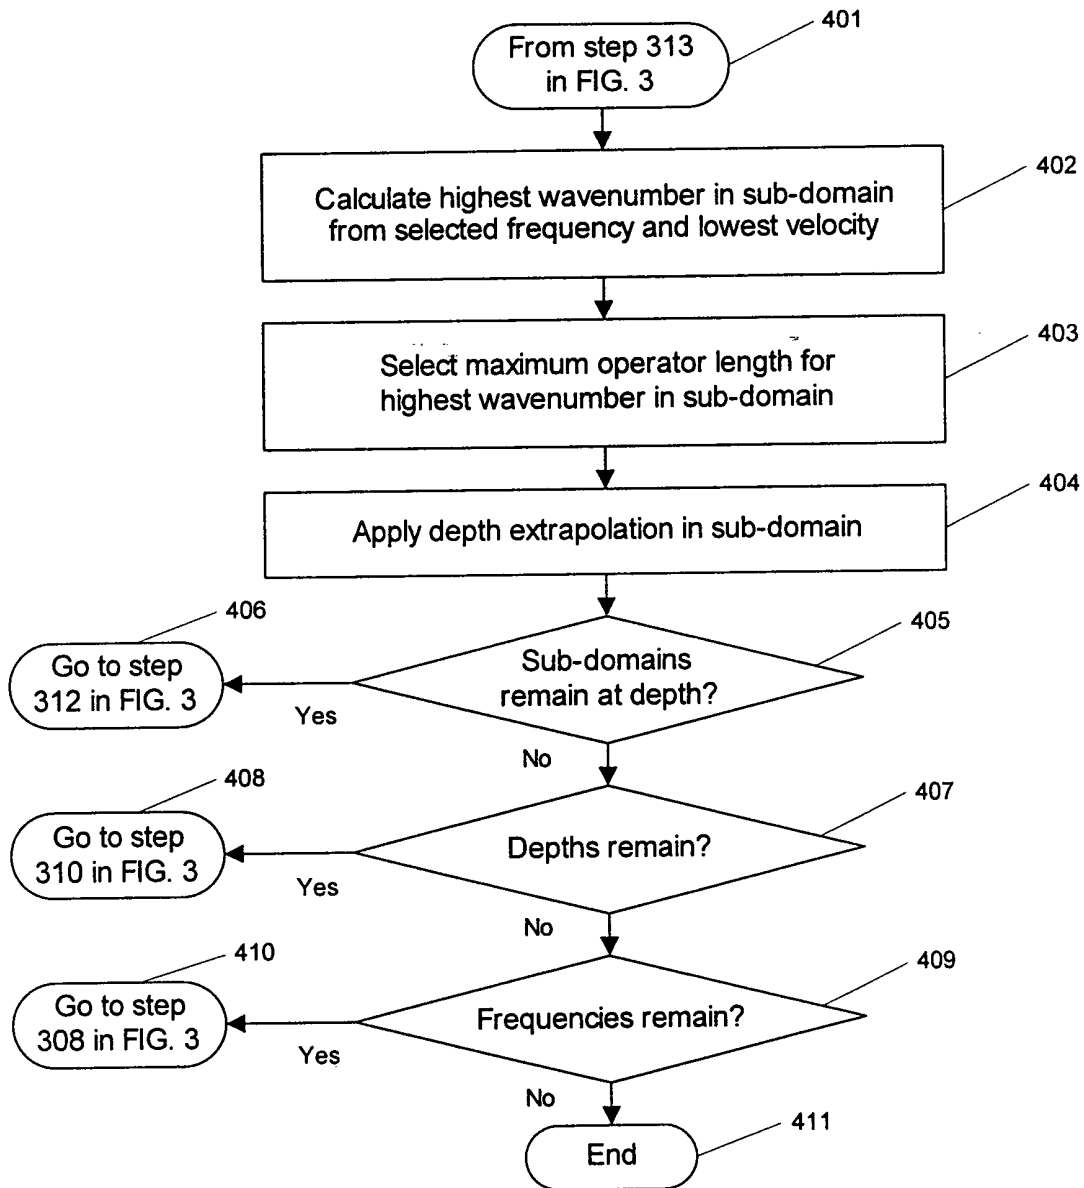 401
From step 313
in FIG. 3
402
Calculate highest wavenumber in sub-domain
from selected frequency and lowest velocity
403
Select maximum operator length for
highest wavenumber in sub-domain
404
Apply depth extrapolation in sub-domain
405
Sub-domains
remain at depth?
406
Go to step
312 in FIG. 3
Yes
No
407
Depths remain?
408
Go to step
310 in FIG. 3
Yes
No
409
Frequencies remain?
410
Go to step
308 in FIG. 3
Yes
No
411
End